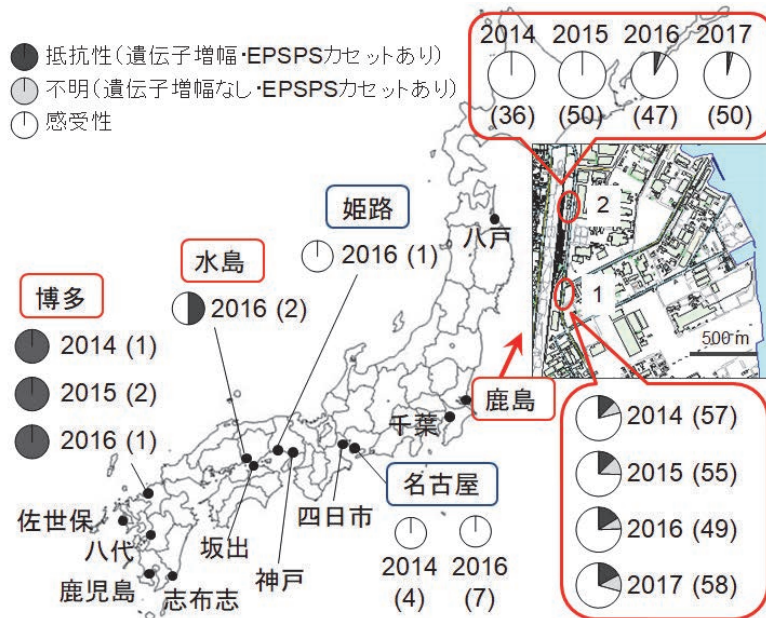 抵抗性(遺伝子増幅・EPSPSカセットあり)
不明(遺伝子増幅なし・EPSPSカセットあり)
感受性
2014 2015 2016 2017
(36) (50) (47) (50)
2
1
500 m
八戸
姫路
2016 (1)
水島
2016 (2)
博多
2014 (1)
2015 (2)
2016 (1)
鹿島
千葉
2014 (57)
2015 (55)
2016 (49)
2017 (58)
名古屋
2014 2016
(4) (7)
四日市
神戸
坂出
佐世保
八代
鹿児島
志布志